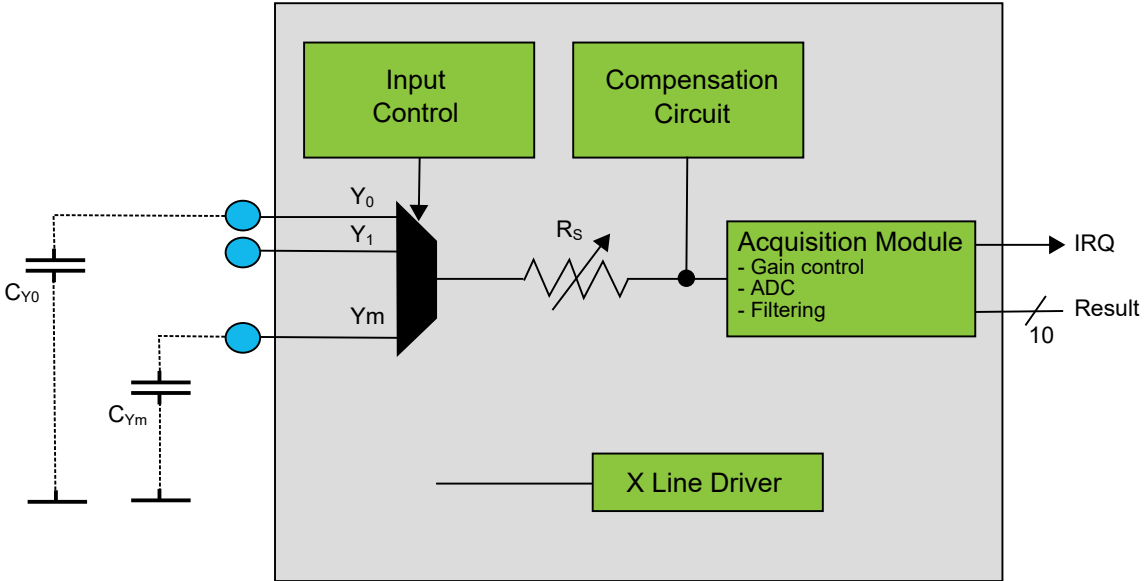 Input
Control
Compensation
Circuit
Y0
Y1
Ym
RS
Acquisition Module
- Gain control
- ADC
- Filtering
IRQ
Result
10
CY0
CYm
X Line Driver